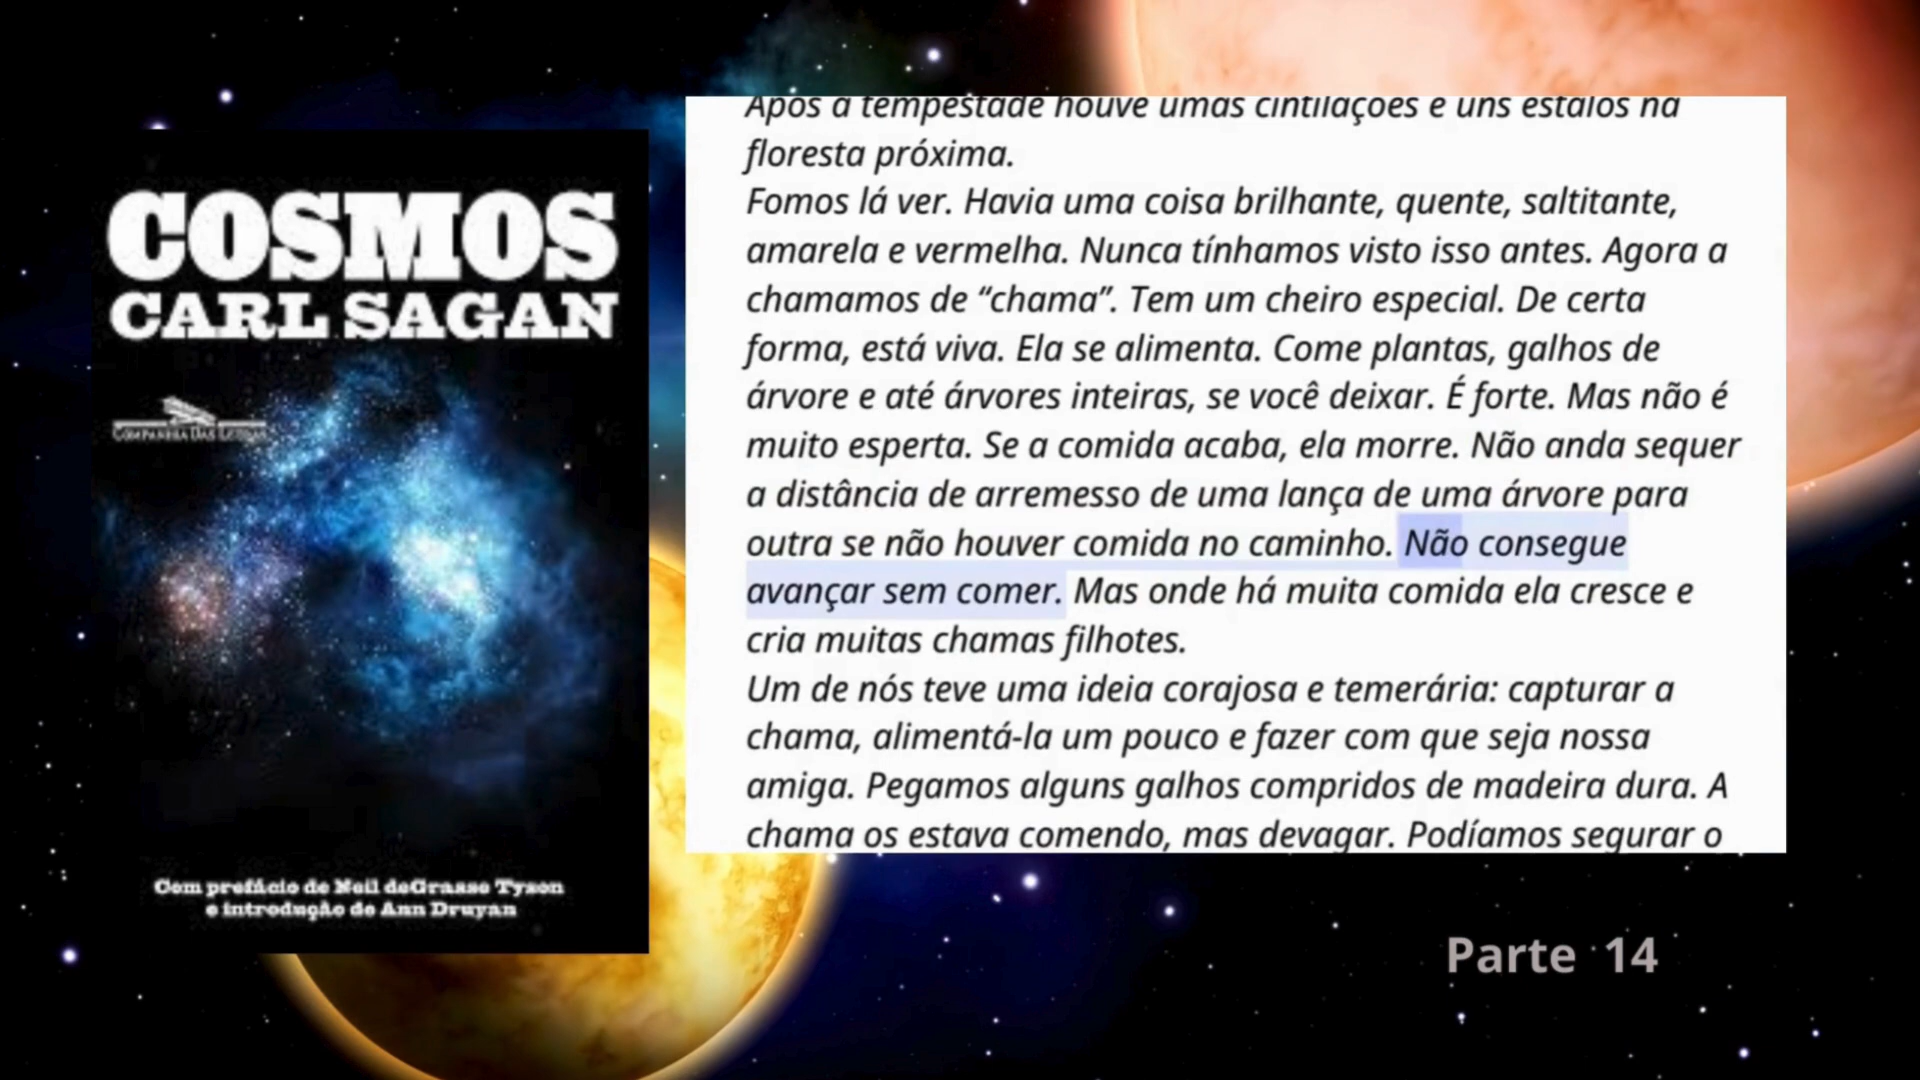 COSMOS
CARL SAGAN
COMPANHIA DAS LETRAS
Com prefácio de Neil deGrasse Tyson
e introdução de Ann Druyan
Após a tempestade houve umas cintilações e uns estalos na
floresta próxima.
Fomos lá ver. Havia uma coisa brilhante, quente, saltitante,
amarela e vermelha. Nunca tínhamos visto isso antes. Agora a
chamamos de “chama”. Tem um cheiro especial. De certa
forma, está viva. Ela se alimenta. Come plantas, galhos de
árvore e até árvores inteiras, se você deixar. É forte. Mas não é
muito esperta. Se a comida acaba, ela morre. Não anda sequer
a distância de arremesso de uma lança de uma árvore para
outra se não houver comida no caminho. Não consegue
avançar sem comer. Mas onde há muita comida ela cresce e
cria muitas chamas filhotes.
Um de nós teve uma ideia corajosa e temerária: capturar a
chama, alimentá-la um pouco e fazer com que seja nossa
amiga. Pegamos alguns galhos compridos de madeira dura. A
chama os estava comendo, mas devagar. Podíamos segurar o
Parte 14